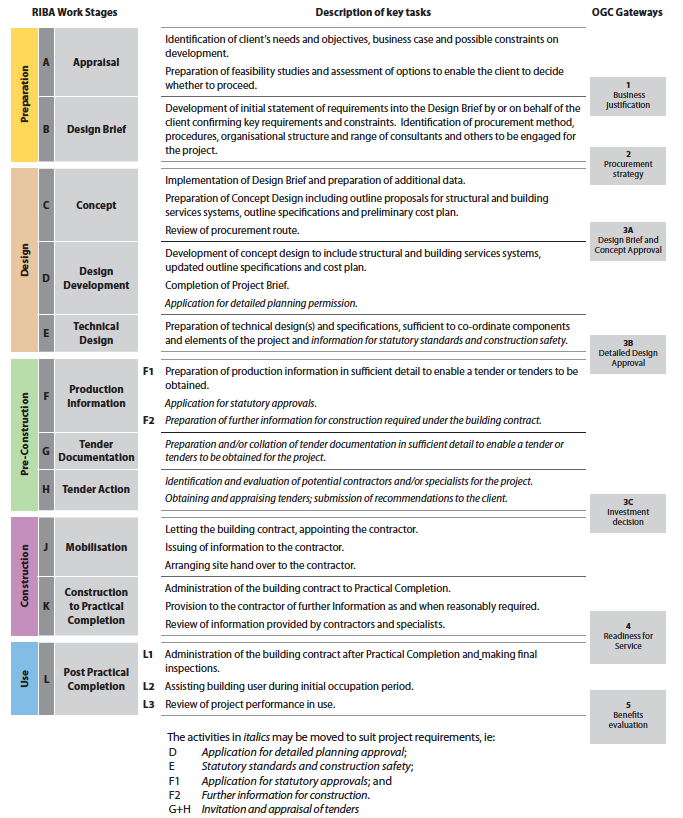 RIBA Work Stages
Description of key tasks
OGC Gateways
Preparation
A
Appraisal
Identification of client's needs and objectives, business case and possible constraints on
development.
Preparation of feasibility studies and assessment of options to enable the client to decide
whether to proceed.
1
Business
Justification
B
Design Brief
Development of initial statement of requirements into the Design Brief by or on behalf of the
client confirming key requirements and constraints. Identification of procurement method,
procedures, organisational structure and range of consultants and others to be engaged for
the project.
2
Procurement
strategy
Design
C
Concept
Implementation of Design Brief and preparation of additional data.
Preparation of Concept Design including outline proposals for structural and building
services systems, outline specifications and preliminary cost plan.
Review of procurement route.
3A
Design Brief and
Concept Approval
D
Design
Development
Development of concept design to include structural and building services systems,
updated outline specifications and cost plan.
Completion of Project Brief.
Application for detailed planning permission.
E
Technical
Design
Preparation of technical design(s) and specifications, sufficient to co-ordinate components
and elements of the project and information for statutory standards and construction safety.
3B
Detailed Design
Approval
Pre-Construction
F
Production
Information
F1 Preparation of production information in sufficient detail to enable a tender or tenders to be
obtained.
Application for statutory approvals.
F2 Preparation of further information for construction required under the building contract.
G
Tender
Documentation
Preparation and/or collation of tender documentation in sufficient detail to enable a tender or
tenders to be obtained for the project.
H
Tender Action
Identification and evaluation of potential contractors and/or specialists for the project.
Obtaining and appraising tenders; submission of recommendations to the client.
3C
Investment
decision
Construction
J
Mobilisation
Letting the building contract, appointing the contractor.
Issuing of information to the contractor.
Arranging site hand over to the contractor.
K
Construction
to Practical
Completion
Administration of the building contract to Practical Completion.
Provision to the contractor of further Information as and when reasonably required.
Review of information provided by contractors and specialists.
4
Readiness for
Service
Use
L
Post Practical
Completion
L1 Administration of the building contract after Practical Completion and making final
inspections.
L2 Assisting building user during initial occupation period.
L3 Review of project performance in use.
5
Benefits
evaluation
The activities in italics may be moved to suit project requirements, ie:
D Application for detailed planning approval;
E Statutory standards and construction safety;
F1 Application for statutory approvals; and
F2 Further information for construction.
G+H Invitation and appraisal of tenders